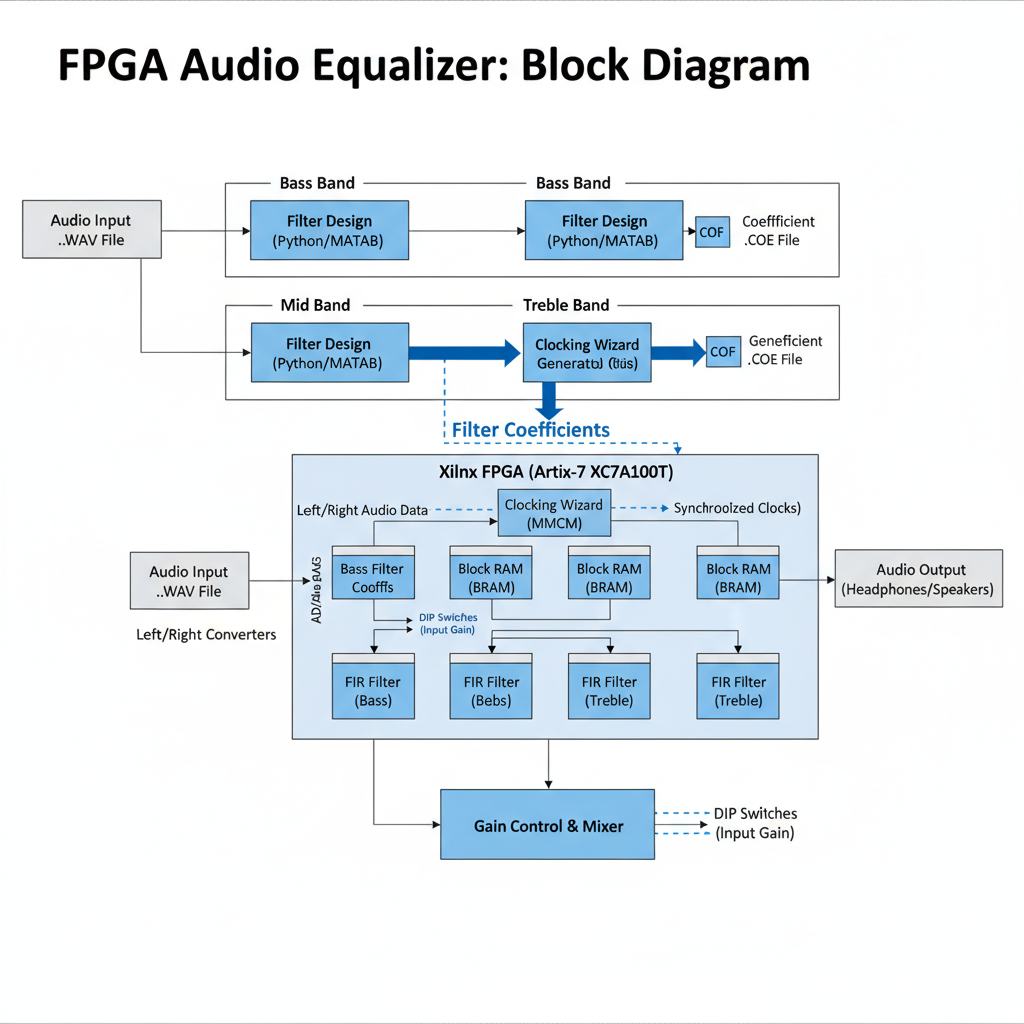 FPGA Audio Equalizer: Block Diagram
Bass Band
Bass Band
Audio Input
..WAV File
Filter Design
(Python/MATAB)
Filter Design
(Python/MATAB)
COF
Coefficient
.COE File
Mid Band
Treble Band
Filter Design
(Python/MATAB)
Clocking Wizard
COF
Geneficient
.COE File
Filter Coefficients
Xilnx FPGA (Artix-7 XC7A100T)
Left/Right Audio Data
Clocking Wizard
(MMCM)
Synchroolzed Clocks)
Audio Input
..WAV File
Left/Right Converters
Bass Filter
Coofffs
Block RAM
(BRAM)
Block RAM
(BRAM)
Block RAM
(BRAM)
Audio Output
(Headphones/Speakers)
DIP Swicfhes
(Input Gain)
FIR Filter
(Bass)
FIR Filter
(Bebs)
FIR Filter
(Treble)
FIR Filter
(Treble)
Gain Control & Mixer
DIP Switches
(Input Gain)